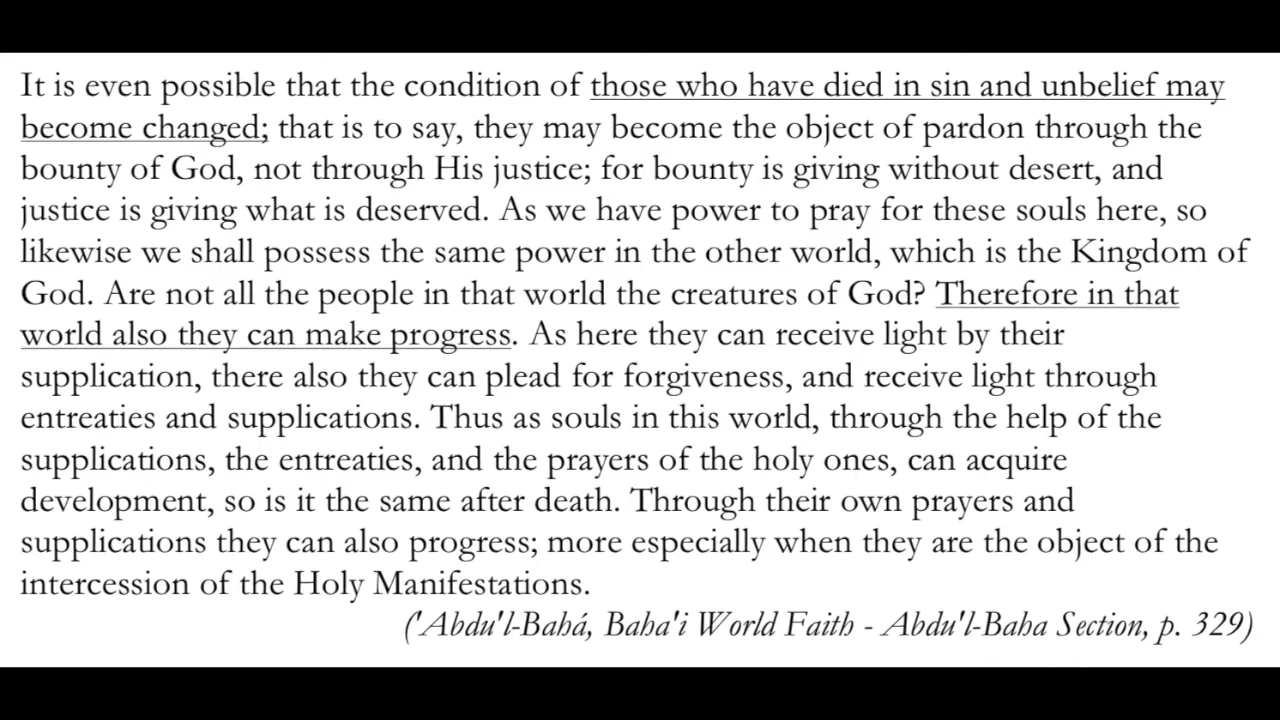 It is even possible that the condition of those who have died in sin and unbelief may
become changed; that is to say, they may become the object of pardon through the
bounty of God, not through His justice; for bounty is giving without desert, and
justice is giving what is deserved. As we have power to pray for these souls here, so
likewise we shall possess the same power in the other world, which is the Kingdom of
God. Are not all the people in that world the creatures of God? Therefore in that
world also they can make progress. As here they can receive light by their
supplication, there also they can plead for forgiveness, and receive light through
entreaties and supplications. Thus as souls in this world, through the help of the
supplications, the entreaties, and the prayers of the holy ones, can acquire
development, so is it the same after death. Through their own prayers and
supplications they can also progress; more especially when they are the object of the
intercession of the Holy Manifestations.
('Abdu'l-Bahá, Baha'i World Faith - Abdu'l-Baha Section, p. 329)